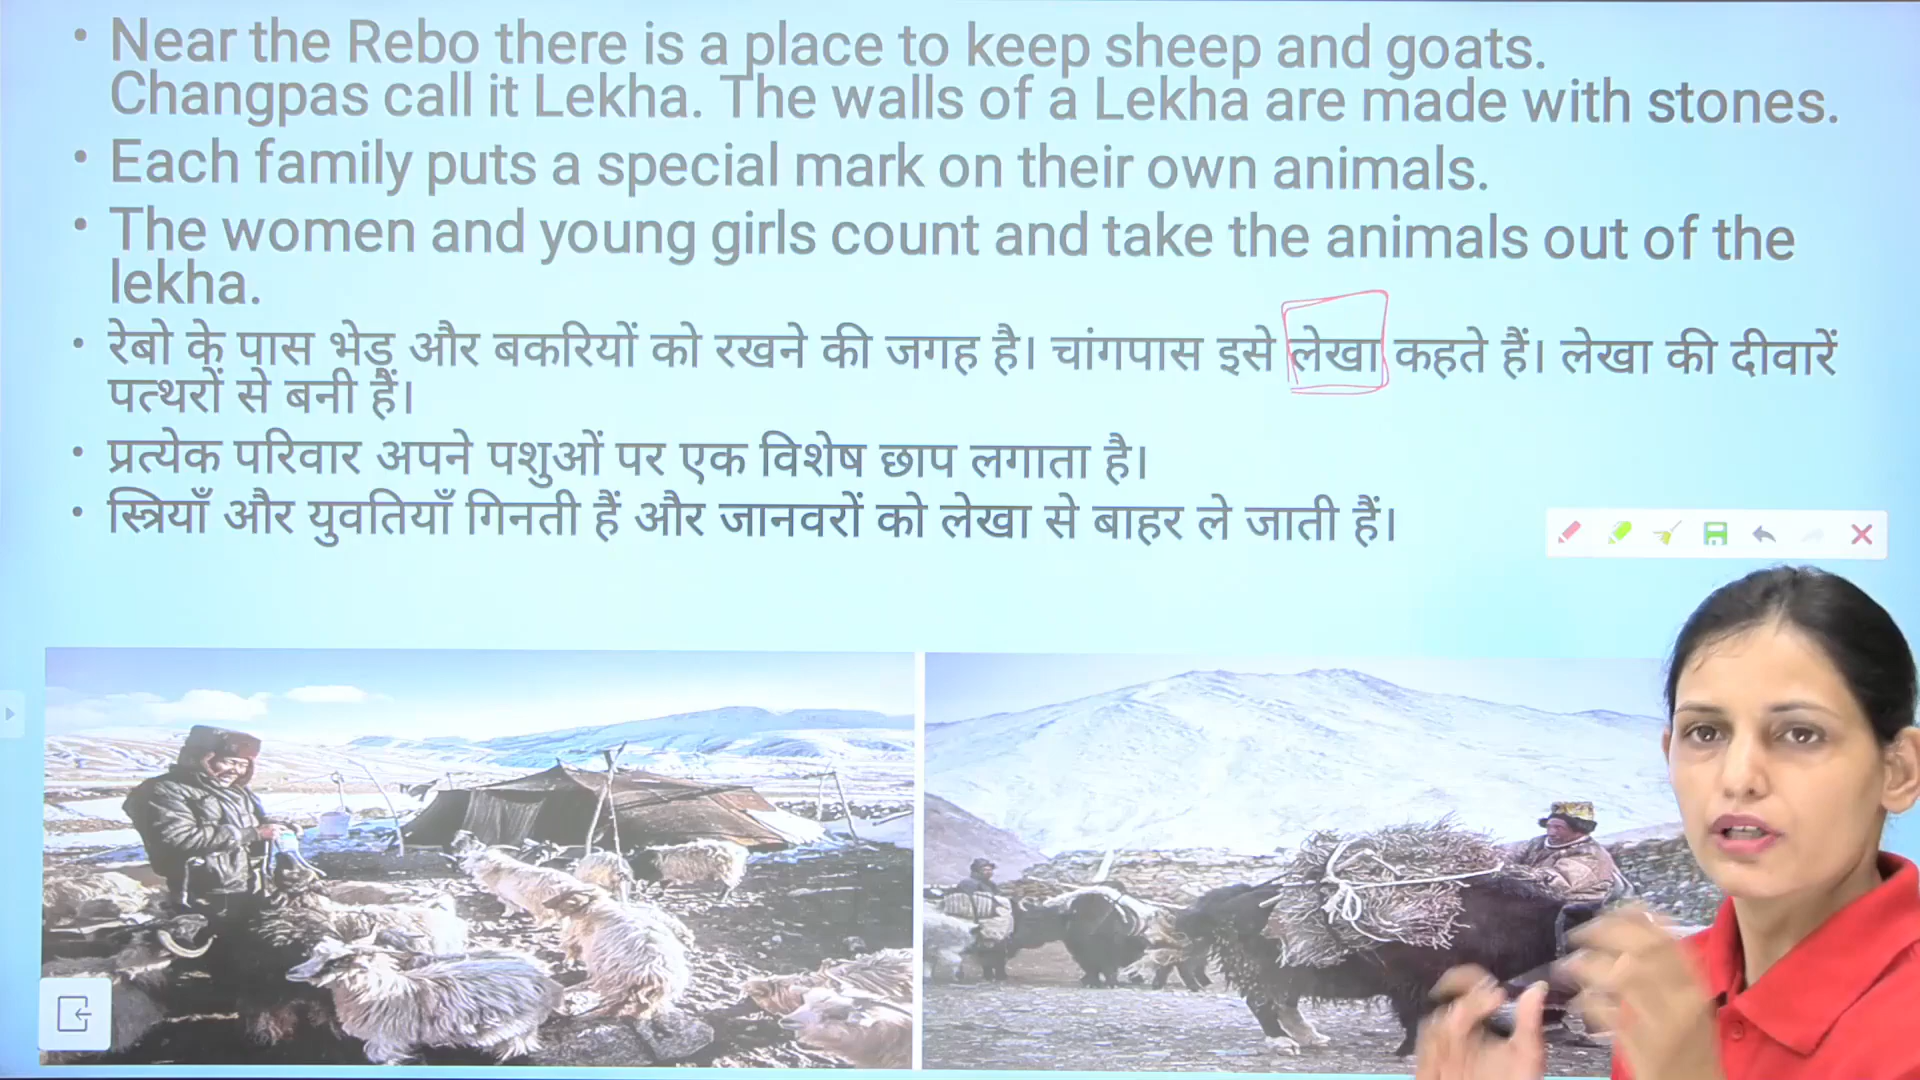 • Near the Rebo there is a place to keep sheep and goats.
Changpas call it Lekha. The walls of a Lekha are made with stones.
• Each family puts a special mark on their own animals.
• The women and young girls count and take the animals out of the
lekha.
• रेबो के पास भेड़ और बकरियों को रखने की जगह है। चांगपास इसे लेखा कहते हैं। लेखा की दीवारें
पत्थरों से बनी हैं।
• प्रत्येक परिवार अपने पशुओं पर एक विशेष छाप लगाता है।
• स्त्रियाँ और युवतियाँ गिनती हैं और जानवरों को लेखा से बाहर ले जाती हैं।